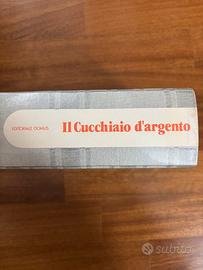 EDITORIALE DOMUS
Il Cucchiaio d'argento
subito